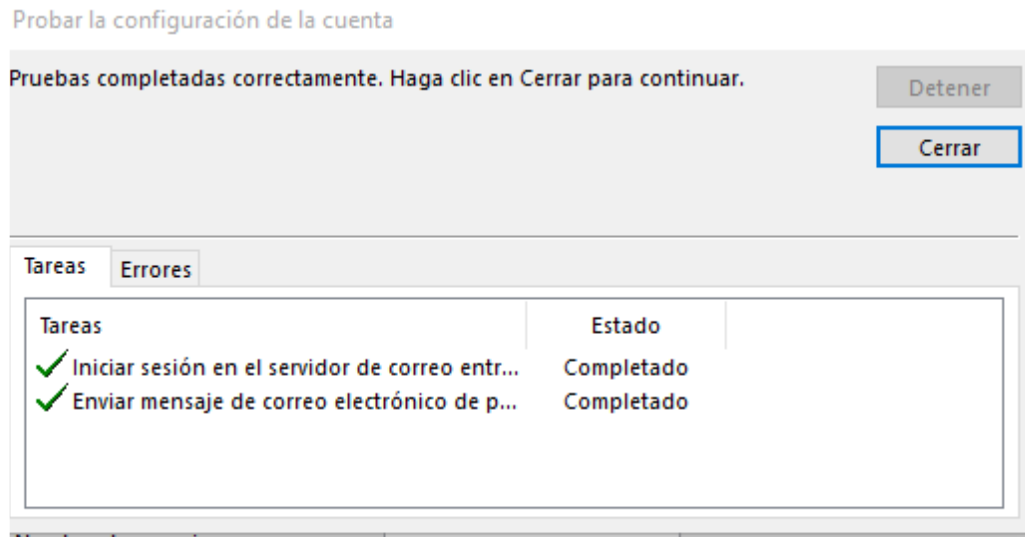 Probar la configuración de la cuenta
Pruebas completadas correctamente. Haga clic en Cerrar para continuar.
Detener
Cerrar
Tareas Errores
Tareas Estado
Iniciar sesión en el servidor de correo entr... Completado
Enviar mensaje de correo electrónico de p... Completado